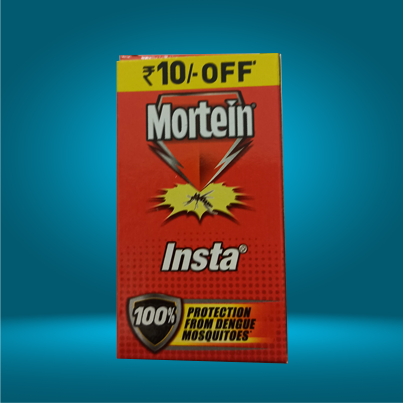 ₹10/-OFF*
Mortein®
Insta®
100%
PROTECTION
FROM DENGUE
MOSQUITOES*